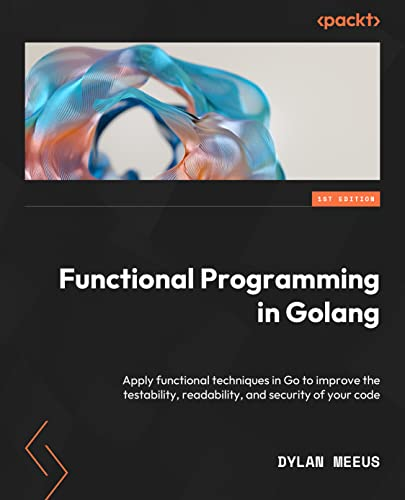 <packt>
1ST EDITION
Functional Programming
in Golang
Apply functional techniques in Go to improve the
testability, readability, and security of your code
DYLAN MEEUS